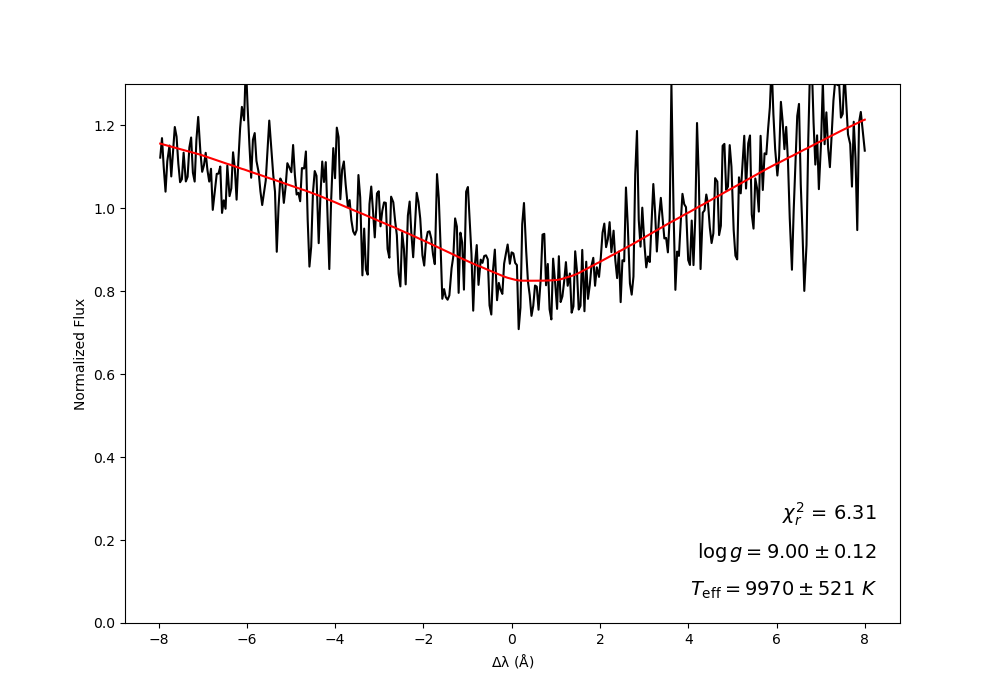 1.2
1.0
0.8
0.6
0.4
0.2
0.0
Normalized Flux
χ²ᵣ = 6.31
log g = 9.00 ± 0.12
T_eff = 9970 ± 521 K
−8 −6 −4 −2 0 2 4 6 8
Δλ (Å)